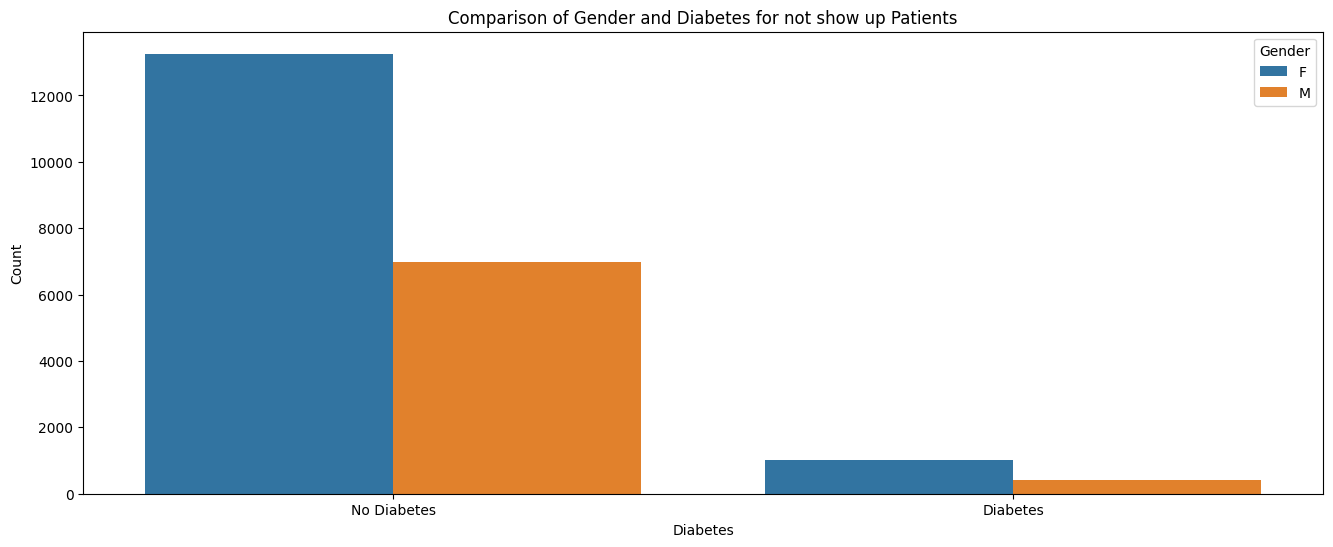 Comparison of Gender and Diabetes for not show up Patients
Gender
F
M
12000
10000
8000
6000
4000
2000
0
Count
No Diabetes
Diabetes
Diabetes